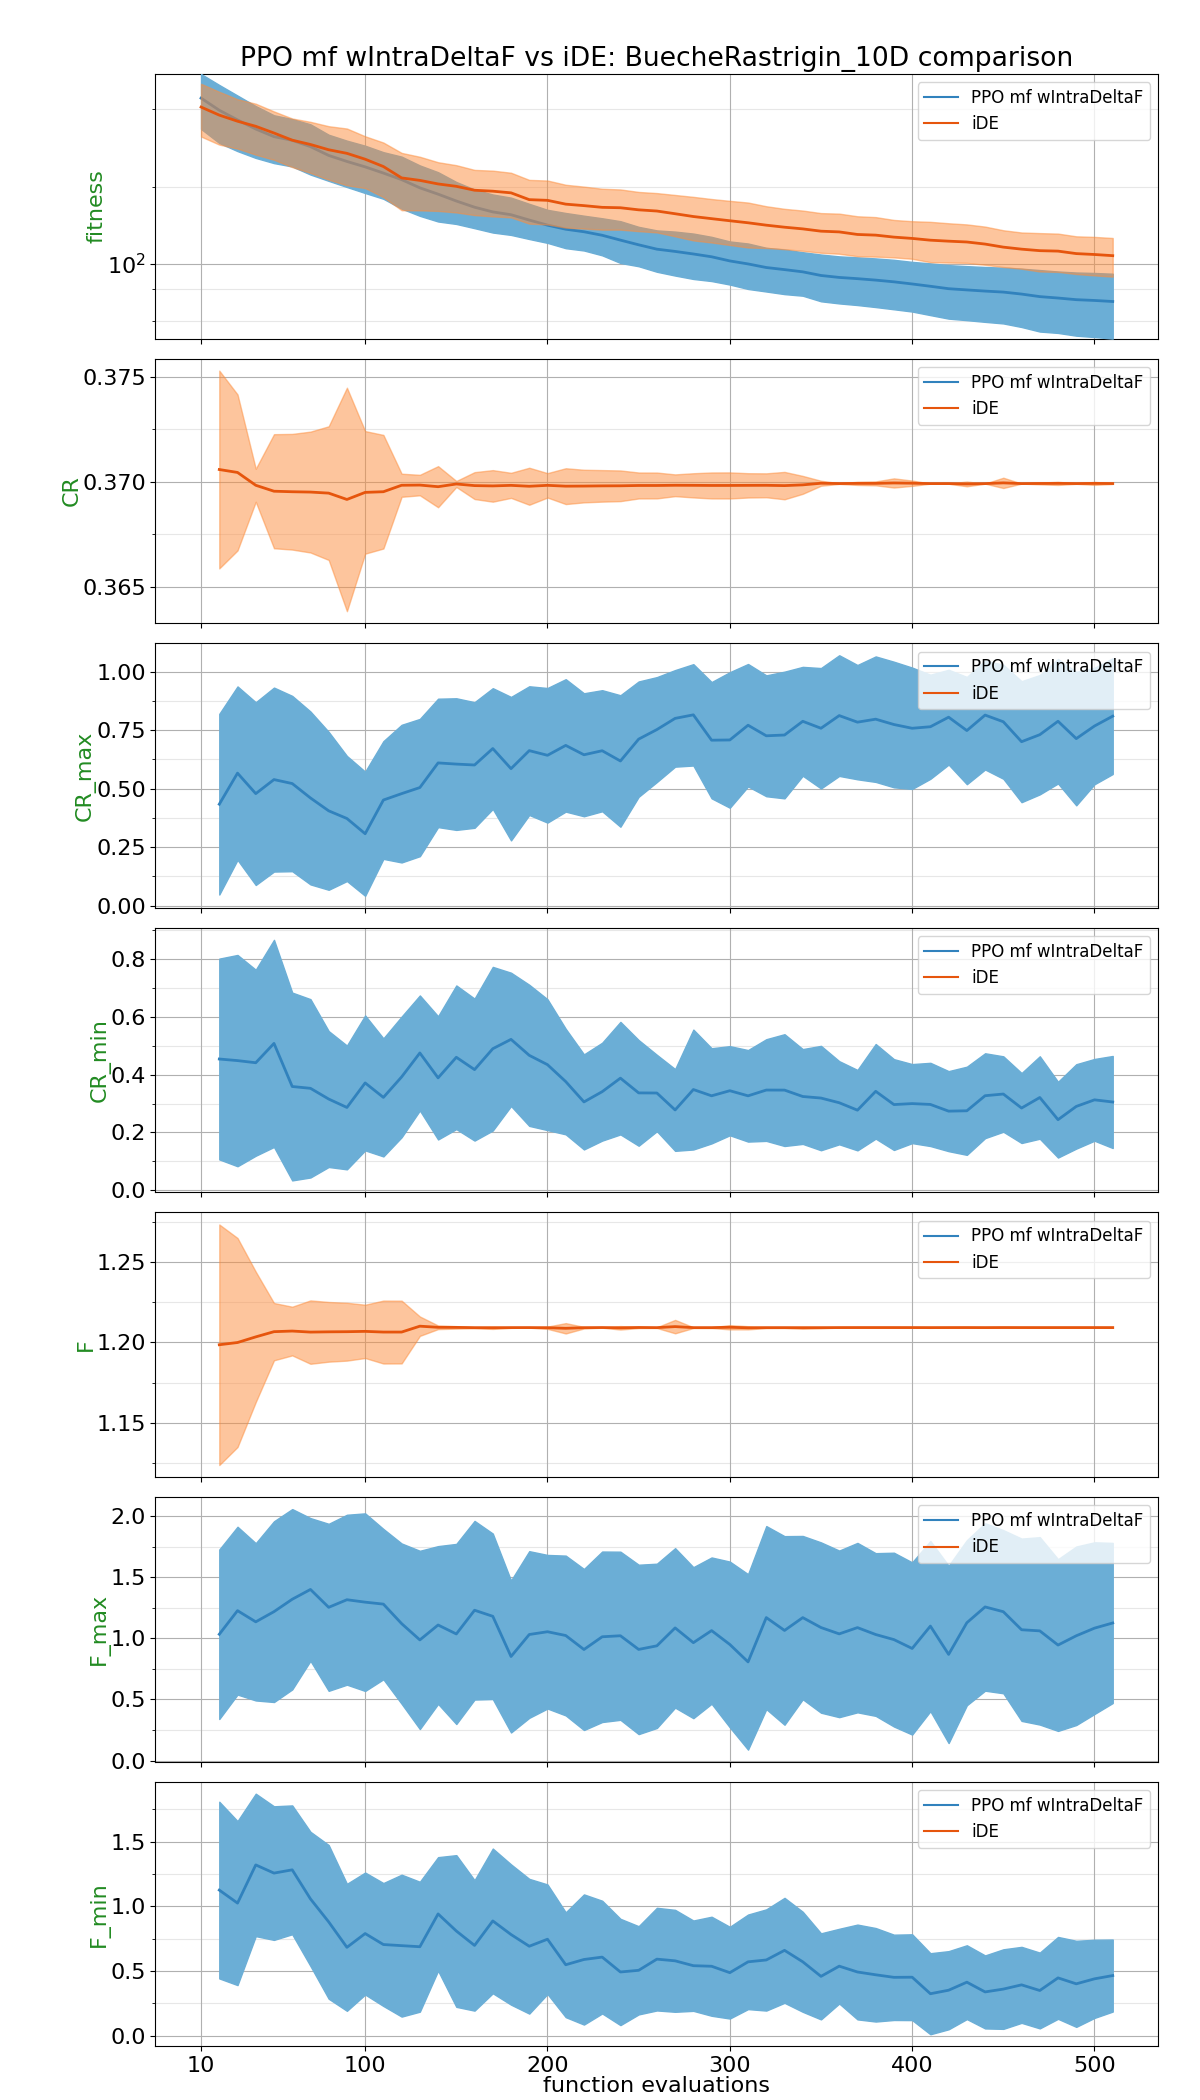 PPO mf wIntraDeltaF vs iDE: BuecheRastrigin_10D comparison
PPO mf wIntraDeltaF
iDE
fitness
10²
PPO mf wIntraDeltaF
iDE
CR
0.375
0.370
0.365
PPO mf wIntraDeltaF
iDE
CR_max
1.00
0.75
0.50
0.25
0.00
PPO mf wIntraDeltaF
iDE
CR_min
0.8
0.6
0.4
0.2
0.0
PPO mf wIntraDeltaF
iDE
F
1.25
1.20
1.15
PPO mf wIntraDeltaF
iDE
F_max
2.0
1.5
1.0
0.5
0.0
PPO mf wIntraDeltaF
iDE
F_min
1.5
1.0
0.5
0.0
10 100 200 300 400 500
function evaluations